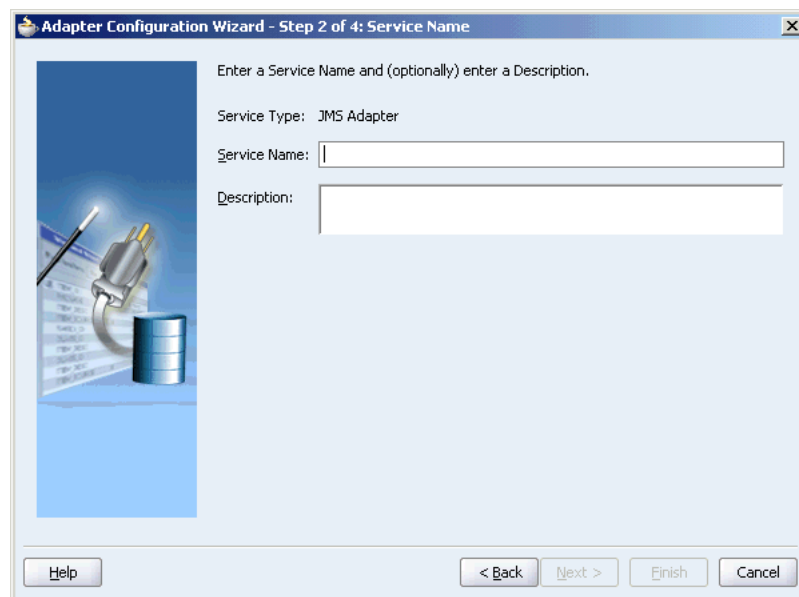 Adapter Configuration Wizard - Step 2 of 4: Service Name
Enter a Service Name and (optionally) enter a Description.
Service Type: JMS Adapter
Service Name:
Description:
Help
< Back Next > Finish Cancel